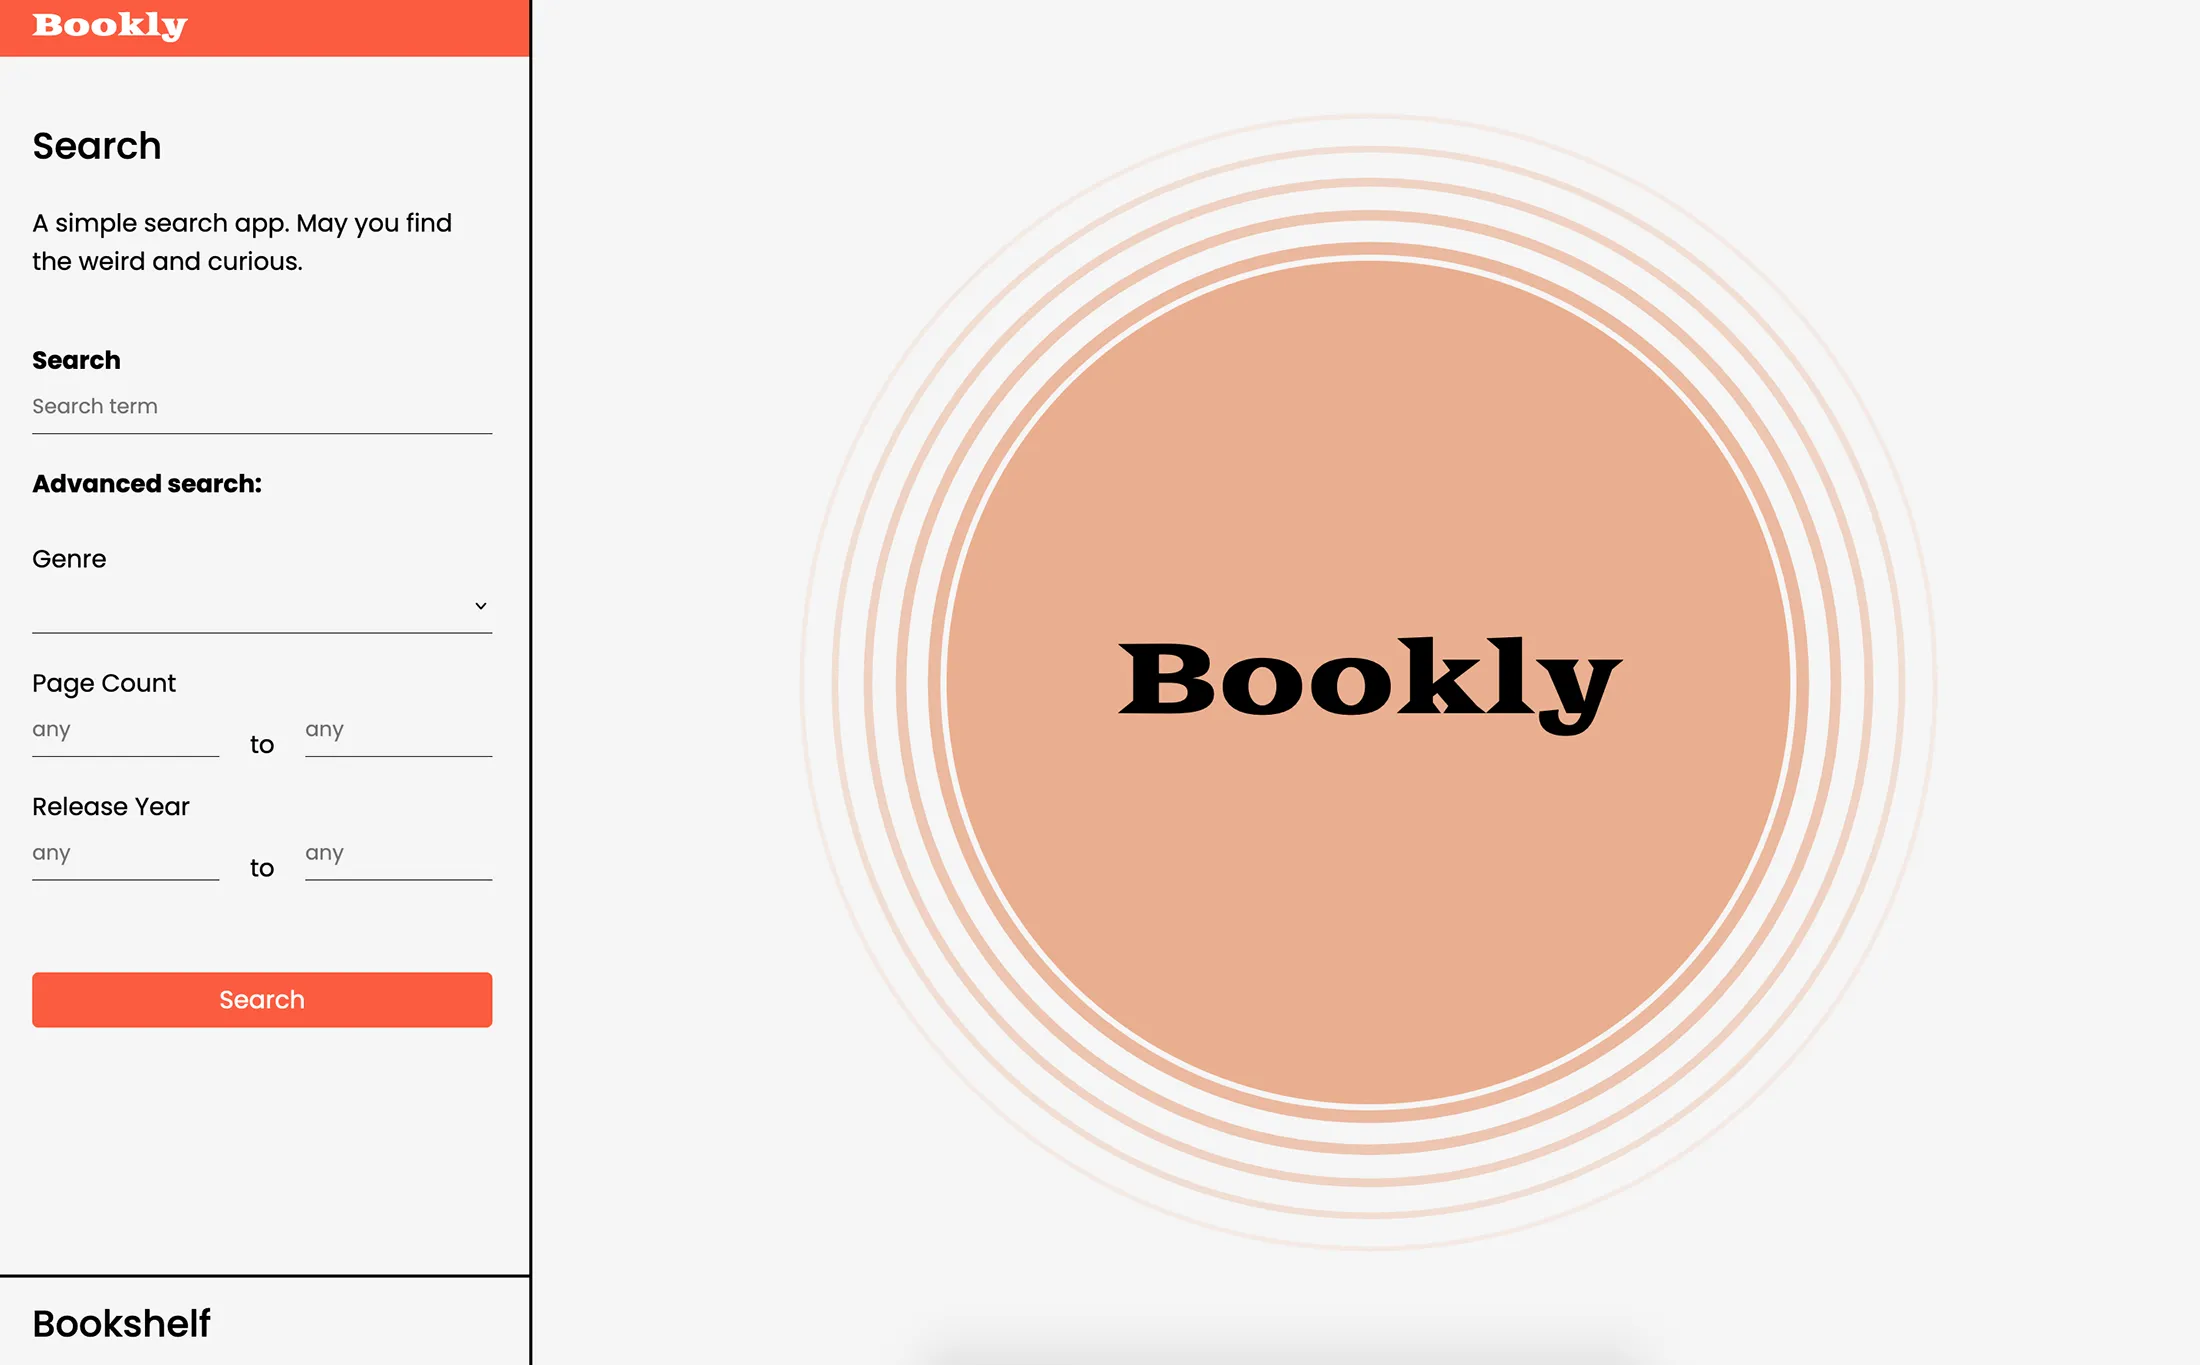 Bookly
Search
A simple search app. May you find
the weird and curious.
Search
Search term
Advanced search:
Genre
Page Count
any to any
Release Year
any to any
Search
Bookshelf
Bookly